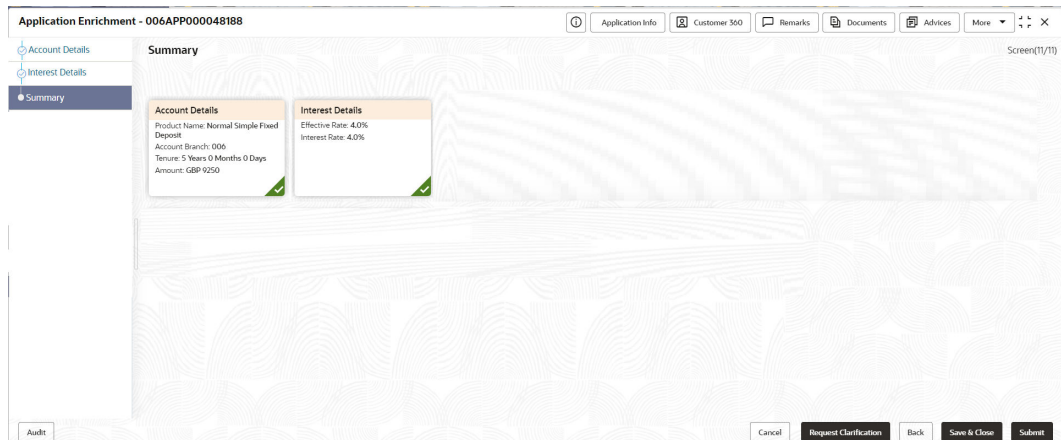 Application Enrichment - 006APP000048188
Application Info
Customer 360
Remarks
Documents
Advices
More
Account Details
Interest Details
Summary
Summary
Screen(11/11)
Account Details
Product Name: Normal Simple Fixed
Deposit
Account Branch: 006
Tenure: 5 Years 0 Months 0 Days
Amount: GBP 9250
Interest Details
Effective Rate: 4.0%
Interest Rate: 4.0%
Audit
Cancel
Request Clarification
Back
Save & Close
Submit